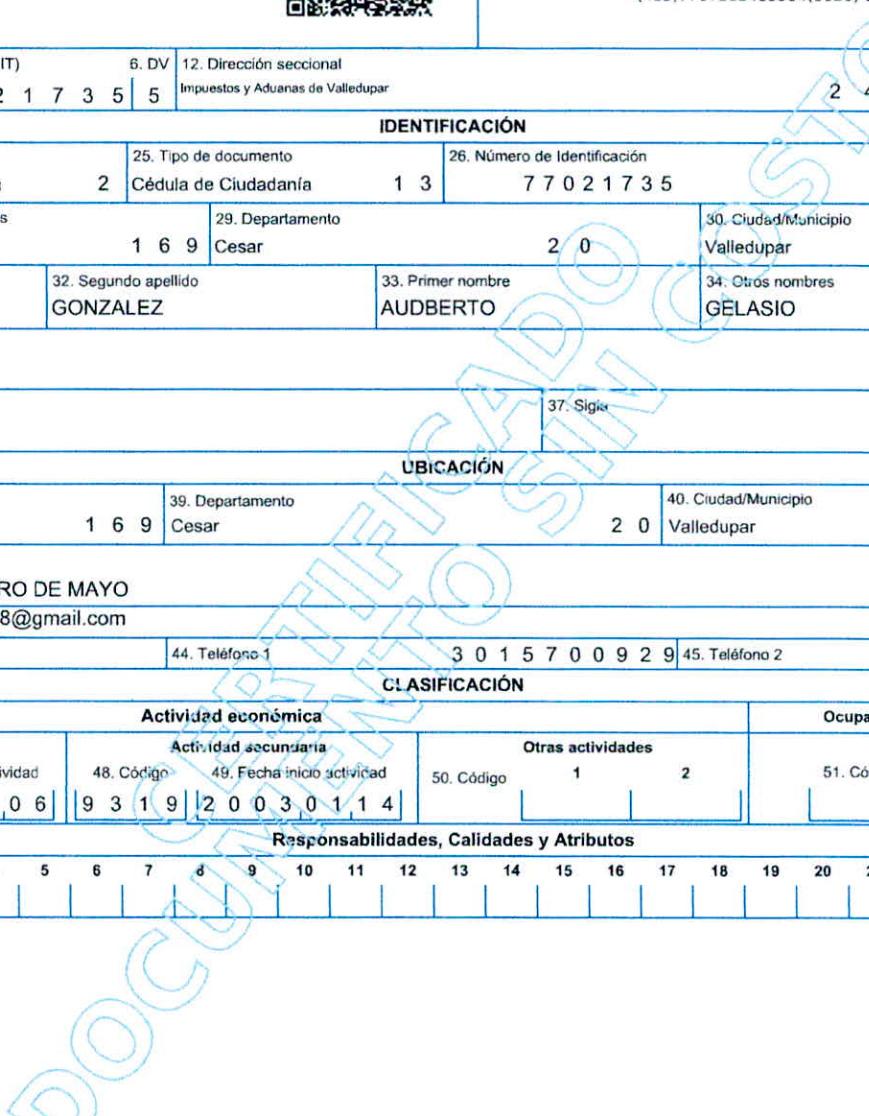 IT) 6. DV 12. Dirección seccional
2 1 7 3 5 5 Impuestos y Aduanas de Valledupar 2 4
IDENTIFICACIÓN
25. Tipo de documento 26. Número de Identificación
2 Cédula de Ciudadanía 1 3 7 7 0 2 1 7 3 5
s 29. Departamento 30. Ciudad/Municipio
1 6 9 Cesar 2 0 Valledupar
32. Segundo apellido 33. Primer nombre 34. Otros nombres
GONZALEZ AUDBERTO GELASIO
37. Sigla
UBICACIÓN
39. Departamento 40. Ciudad/Municipio
1 6 9 Cesar 2 0 Valledupar
RO DE MAYO
8@gmail.com
44. Teléfono 1 3 0 1 5 7 0 0 9 2 9 45. Teléfono 2
CLASIFICACIÓN
Actividad económica Ocupa
Actividad secundaria Otras actividades
vidad 48. Código 49. Fecha inicio actividad 50. Código 1 2 51. Có
0 6 9 3 1 9 2 0 0 3 0 1 1 4
Responsabilidades, Calidades y Atributos
5 6 7 8 9 10 11 12 13 14 15 16 17 18 19 20
CERTIFICADO
DOCUMENTO SIN COSTO